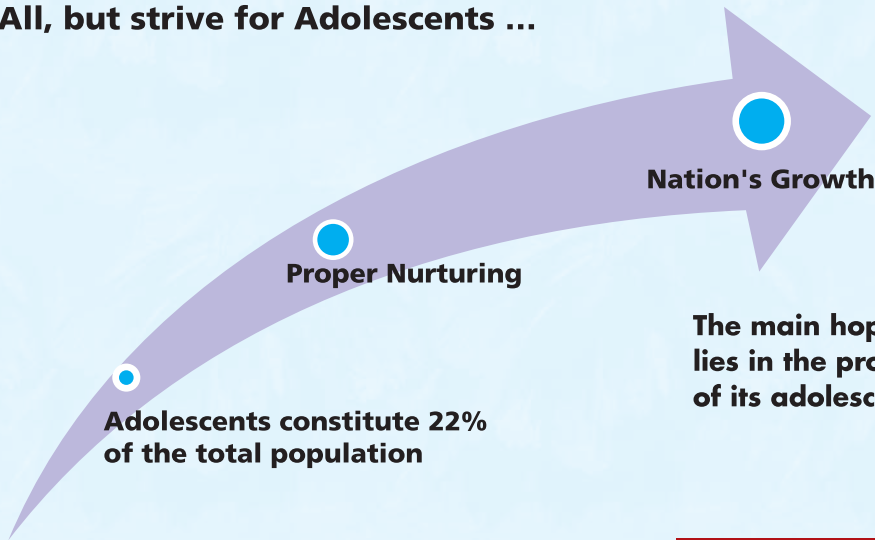 All, but strive for Adolescents ...
Nation's Growth
Proper Nurturing
The main
lies in the
of its
Adolescents constitute 22%
of the total population